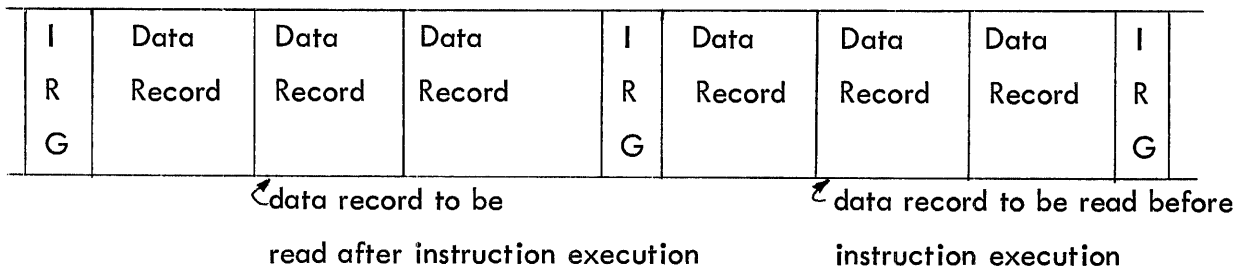 I Data Data Data I Data Data Data I
R Record Record Record R Record Record Record R
G G G
data record to be data record to be read before
read after instruction execution instruction execution